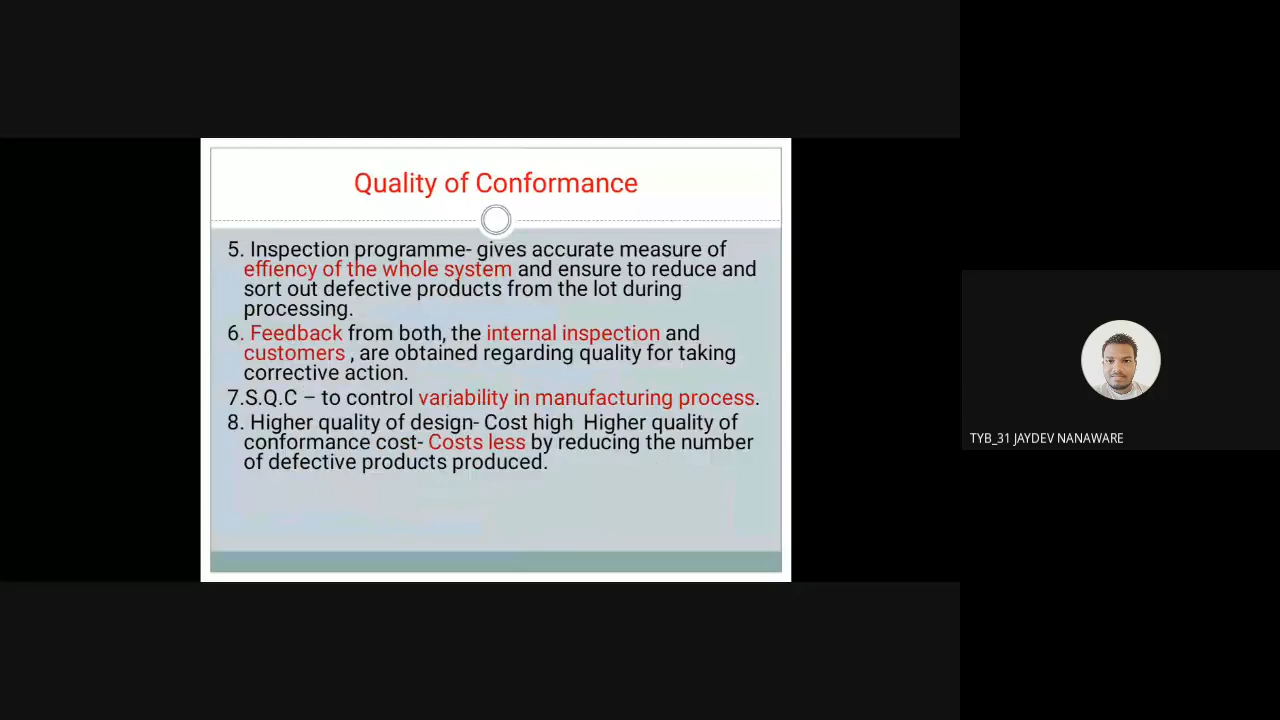 Quality of Conformance
5. Inspection programme- gives accurate measure of
effiency of the whole system and ensure to reduce and
sort out defective products from the lot during
processing.
6. Feedback from both, the internal inspection and
customers , are obtained regarding quality for taking
corrective action.
7.S.Q.C – to control variability in manufacturing process.
8. Higher quality of design- Cost high  Higher quality of
conformance cost- Costs less by reducing the number
of defective products produced.
TYB_31 JAYDEV NANAWARE